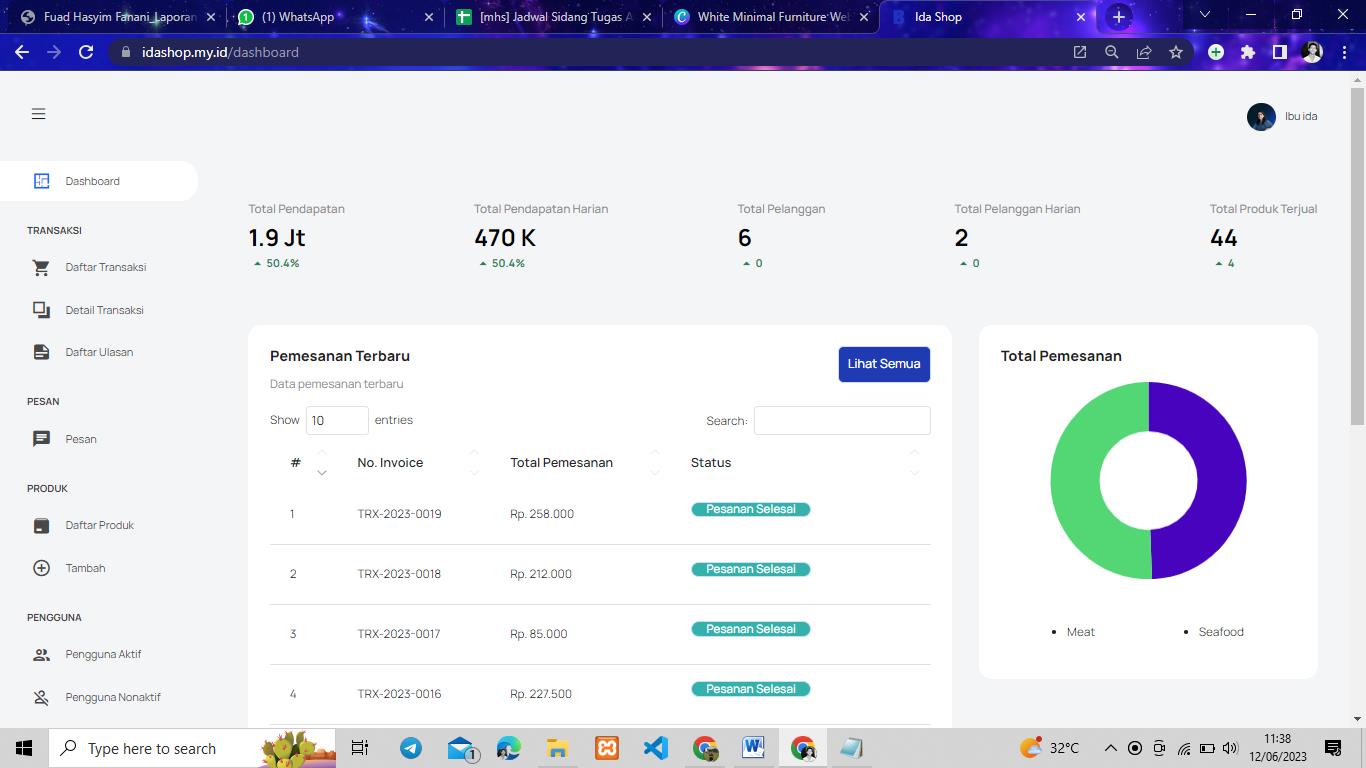 Fuad Hasyim Fanani_Laporan
(1) WhatsApp
[mhs] Jadwal Sidang Tugas A
White Minimal Furniture We
Ida Shop
idashop.my.id/dashboard
Ibu ida
Dashboard
TRANSAKSI
Daftar Transaksi
Detail Transaksi
Daftar Ulasan
PESAN
Pesan
PRODUK
Daftar Produk
Tambah
PENGGUNA
Pengguna Aktif
Pengguna Nonaktif
Total Pendapatan
1.9 Jt
50.4%
Total Pendapatan Harian
470 K
50.4%
Total Pelanggan
6
0
Total Pelanggan Harian
2
0
Total Produk Terjual
44
4
Pemesanan Terbaru
Data pemesanan terbaru
Lihat Semua
Show 10 entries
Search:
# No. Invoice Total Pemesanan Status
1 TRX-2023-0019 Rp. 258.000 Pesanan Selesai
2 TRX-2023-0018 Rp. 212.000 Pesanan Selesai
3 TRX-2023-0017 Rp. 85.000 Pesanan Selesai
4 TRX-2023-0016 Rp. 227.500 Pesanan Selesai
Total Pemesanan
Meat
Seafood
Type here to search
1
32°C
11:38
12/06/2023